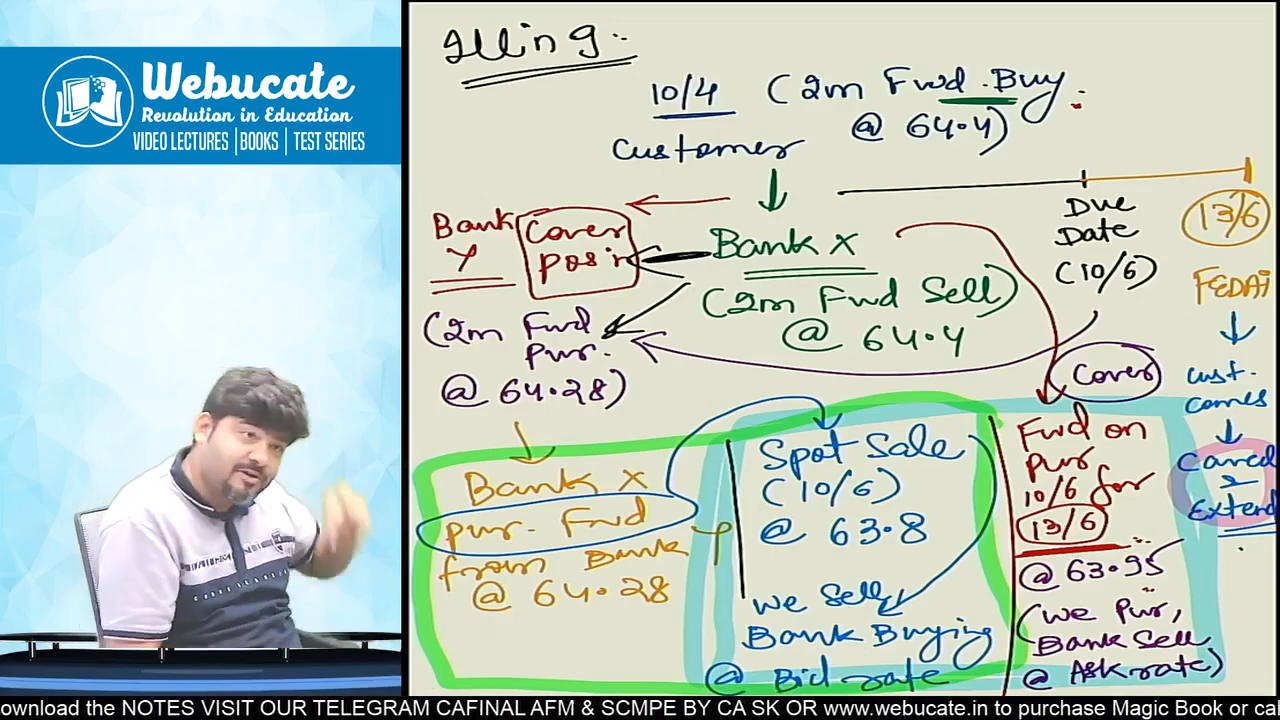 Webucate
Revolution in Education
VIDEO LECTURES | BOOKS | TEST SERIES
10/4 (2m Fwd. Buy
@ 64.4)
Customer
Bank
Y
Cover
Bank X
(2m Fwd Sell)
@ 64.4
(2m Fwd
pur.
@ 64.28)
Due
Date
(10/6)
13/6
FEDAI
cust.
comes
Cancel
Extend
Cover
Bank X
pur. Fwd
from Bank Y
@ 64.28
Spot Sale
(10/6)
@ 63.8
we Sell,
Bank Buying
@ Bid rate
Fwd on
pur
10/6 for
13/6
@ 63.95
(we Pur,
Bank Sell
@ Ask rate)
ownload the NOTES VISIT OUR TELEGRAM CAFINAL AFM & SCMPE BY CA SK OR www.webucate.in to purchase Magic Book or ca